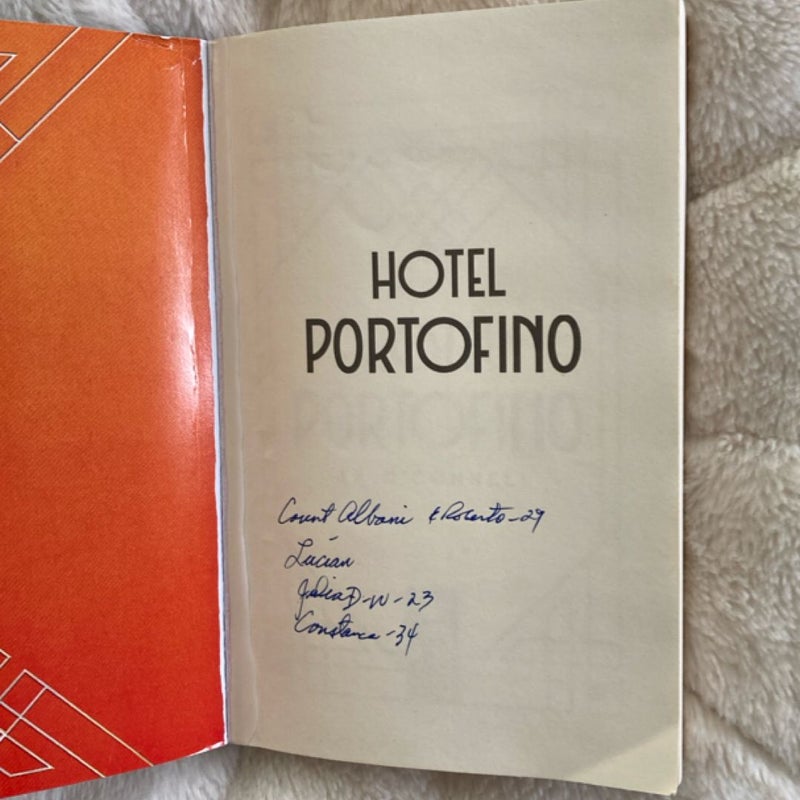 HOTEL
PORTOFINO
Count Albani & Roberto-29
Lucian
Julia D-W-23
Constance-34